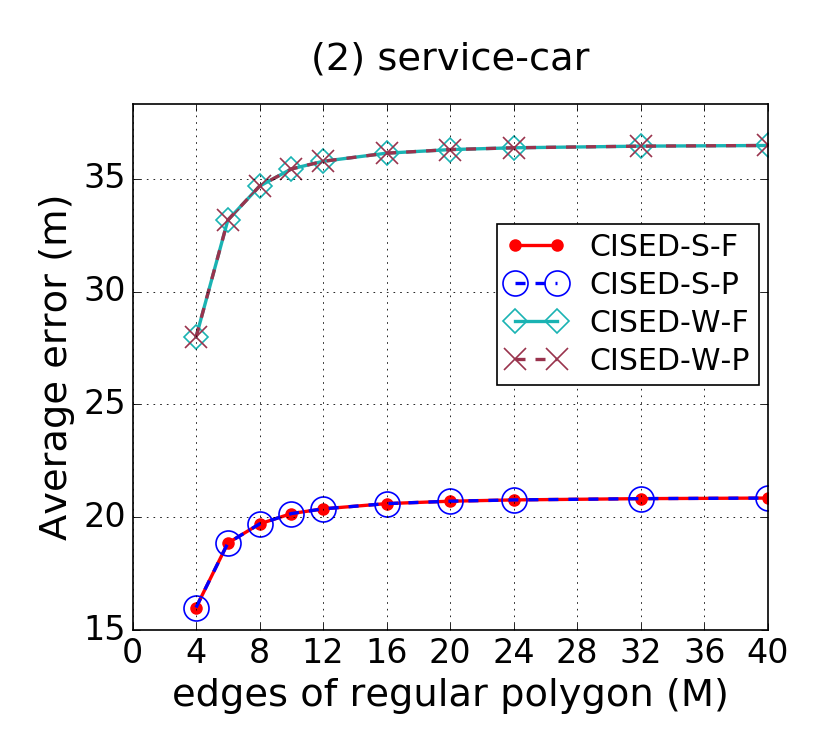 (2) service-car
Average error (m)
35
30
25
20
15
CISED-S-F
CISED-S-P
CISED-W-F
CISED-W-P
0 4 8 12 16 20 24 28 32 36 40
edges of regular polygon (M)